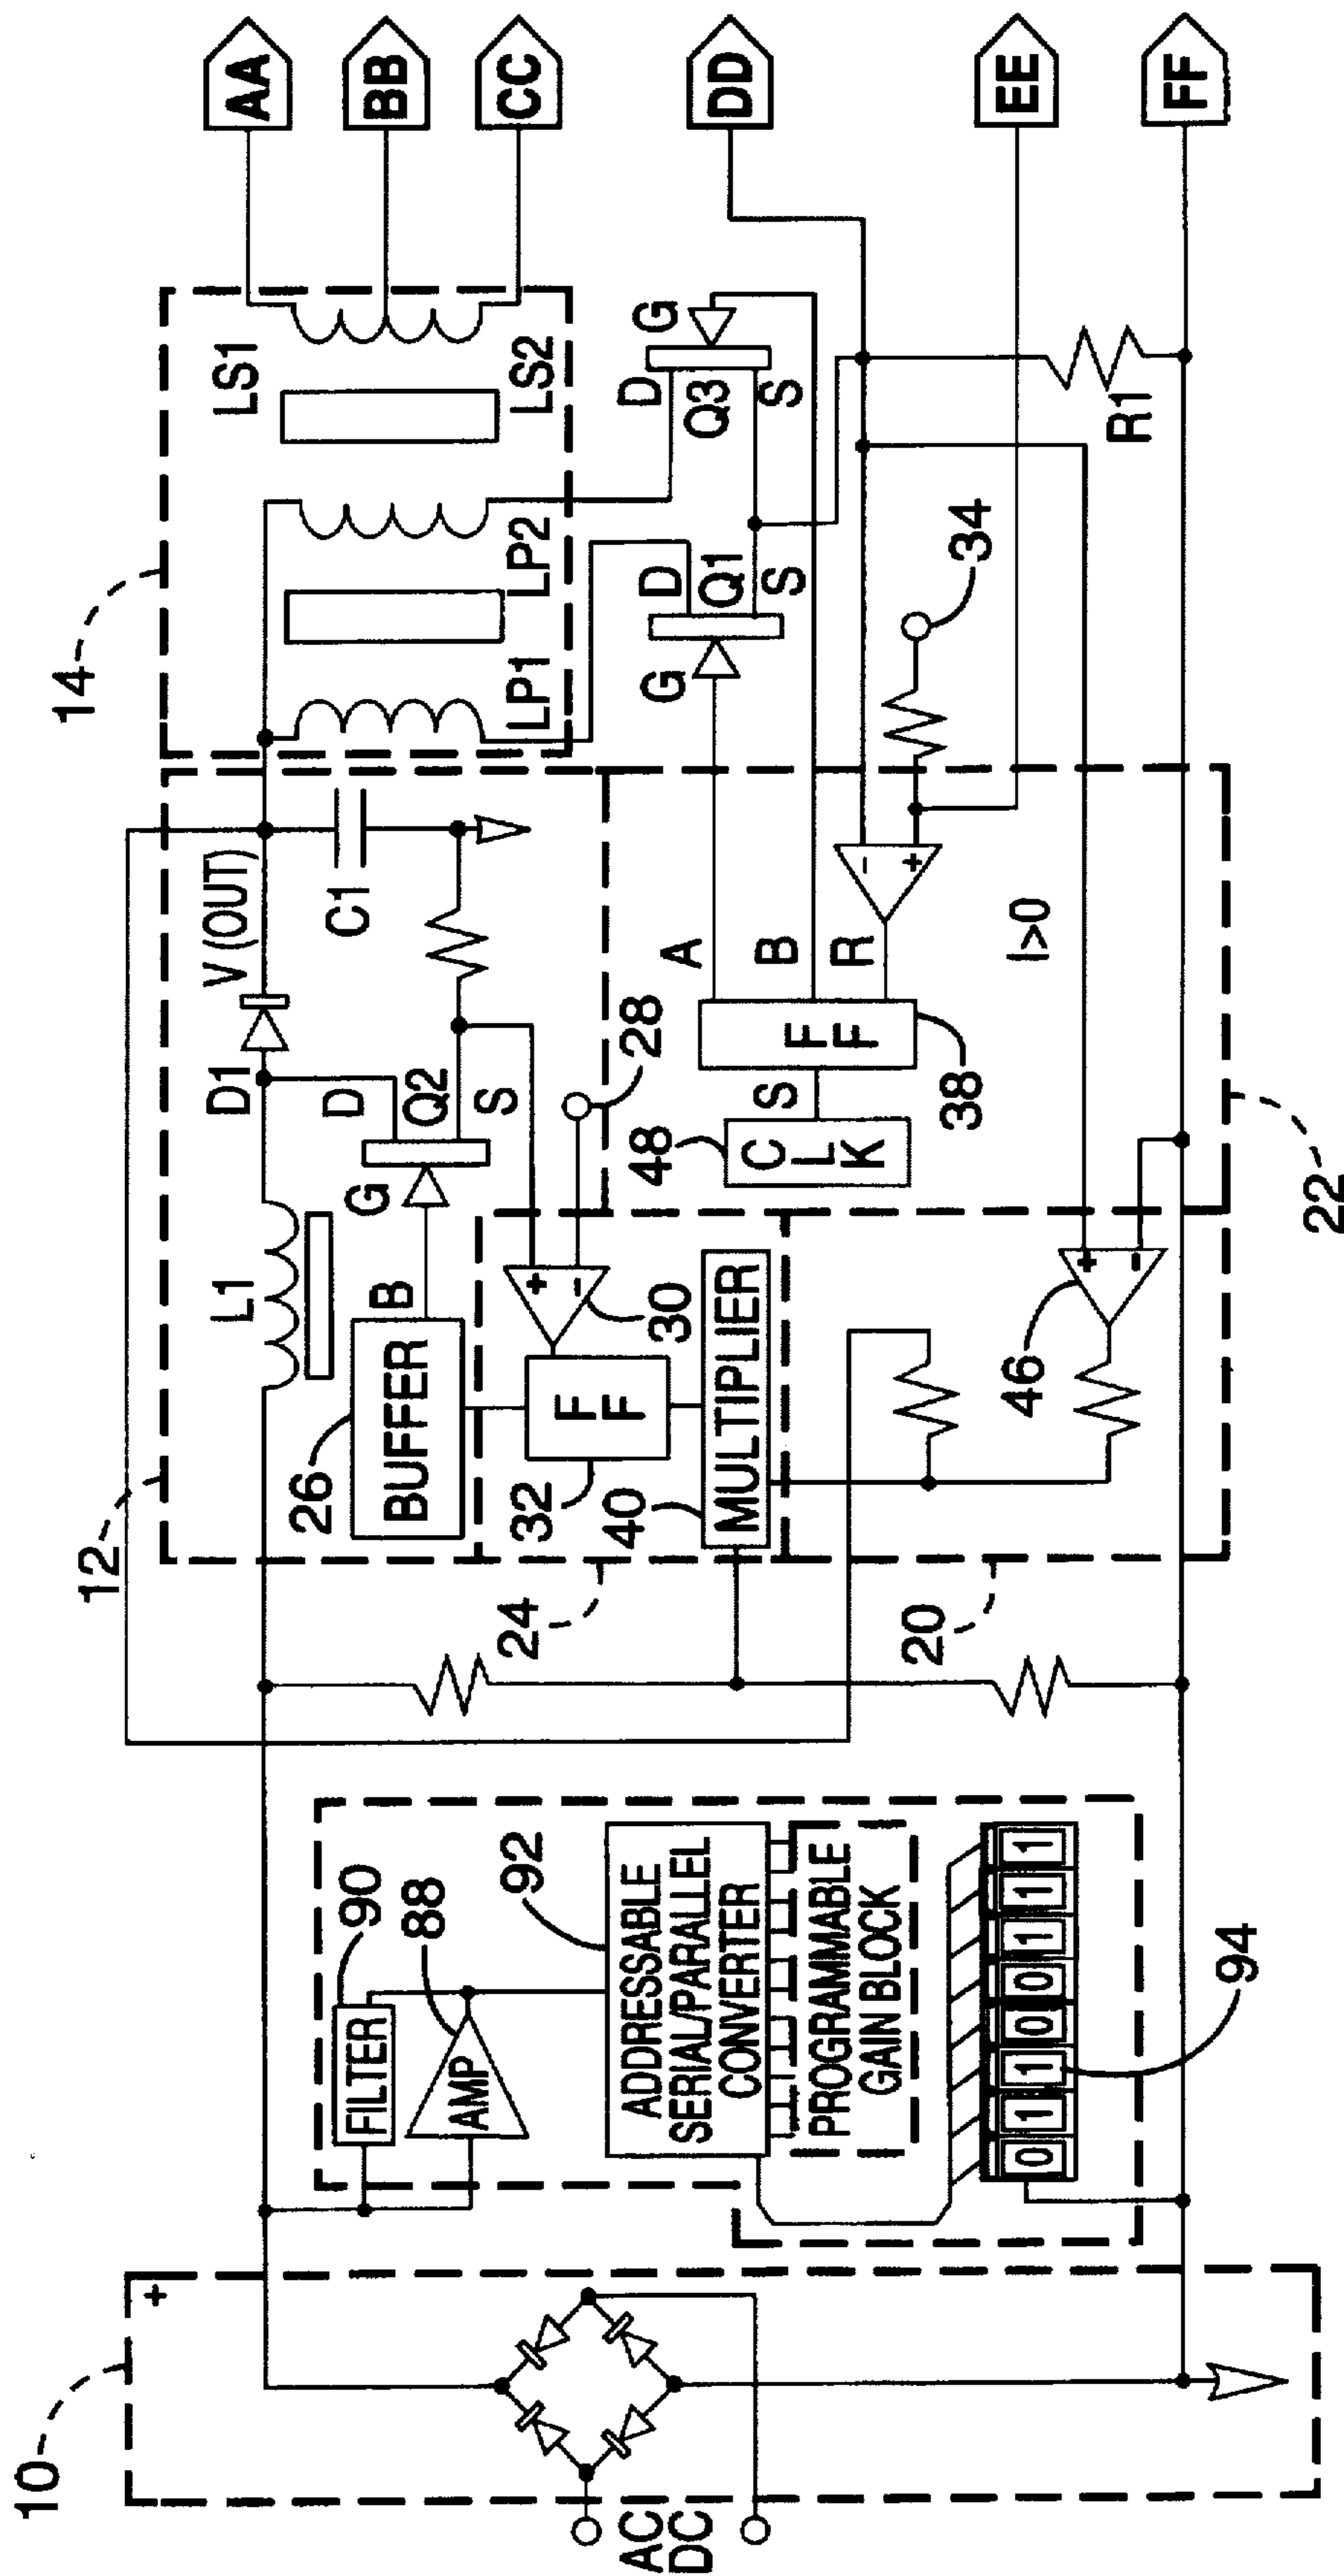 10
+
AC
DC
90
FILTER
88
AMP
92
ADDRESSABLE
SERIAL/PARALLEL
CONVERTER
PROGRAMMABLE
GAIN BLOCK
0 1 1 0 0 1 1 1
94
12
L1
D1
V (OUT)
C1
26
BUFFER
B
G
D
Q2
S
28
24
32
FF
+
-
30
40
MULTIPLIER
20
46
+
-
48
CLK
S
FF
38
A
B
R
-
+
I>0
22
34
14
LP1
LP2
LS1
LS2
G
D
Q1
S
D
Q3
S
G
R1
AA
BB
CC
DD
EE
FF